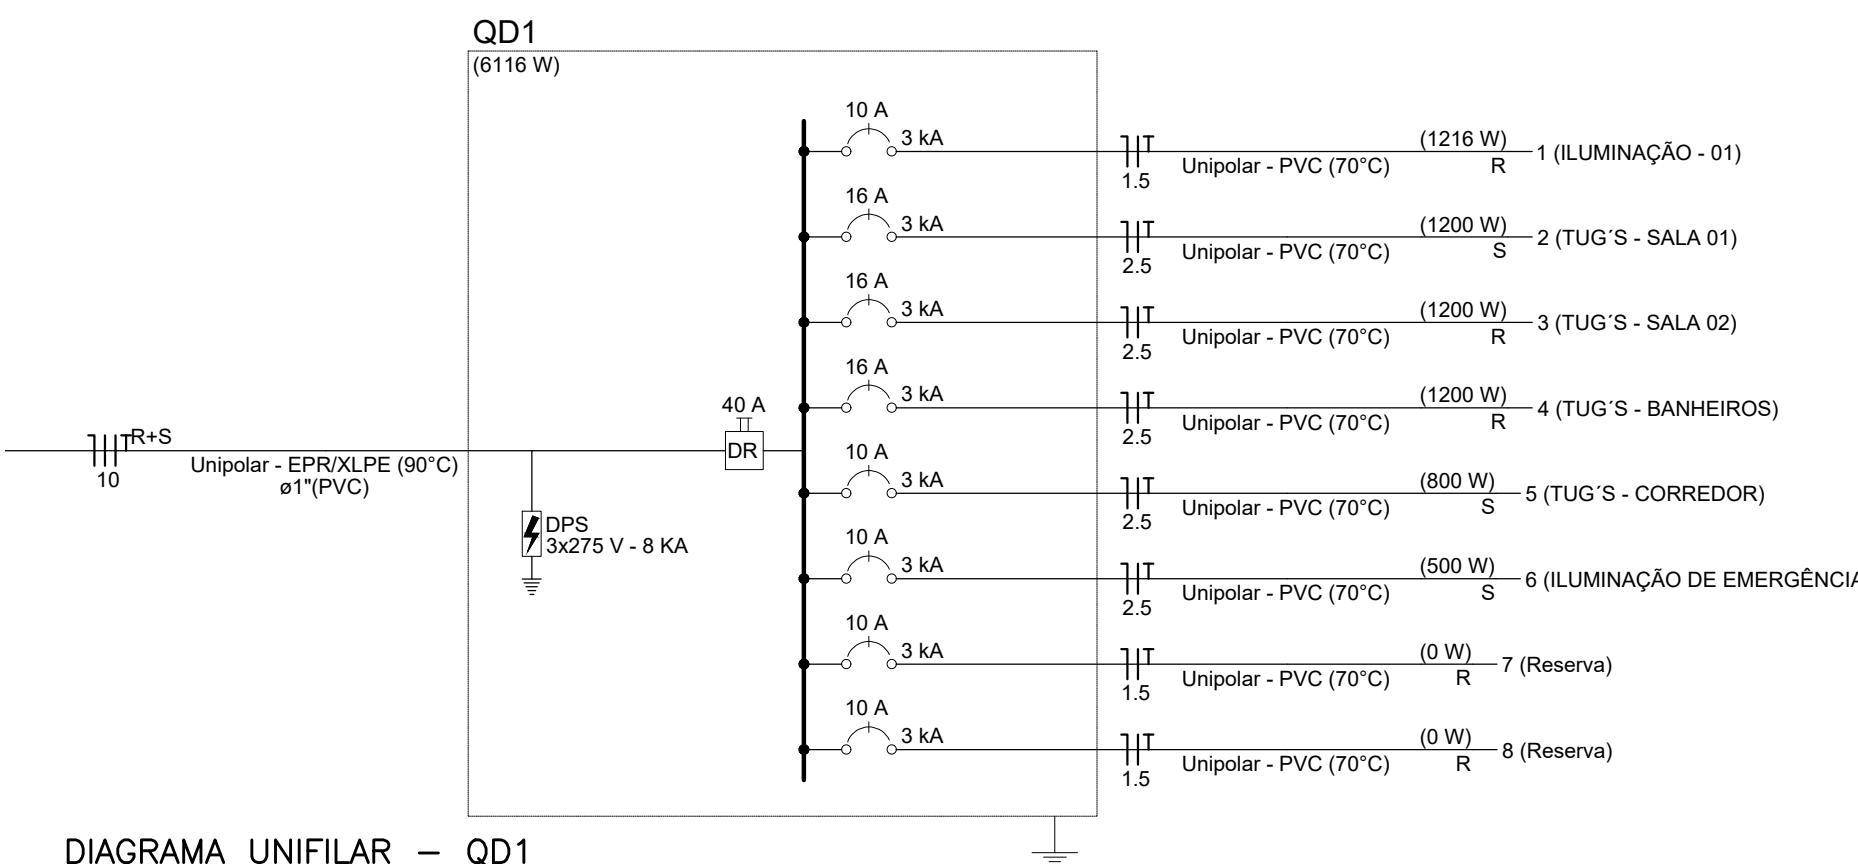 QD1
(6116 W)
10 A
3 kA
(1216 W)
1 (ILUMINAÇÃO - 01)
Unipolar - PVC (70°C)
R
1.5
16 A
3 kA
(1200 W)
2 (TUG´S - SALA 01)
Unipolar - PVC (70°C)
S
2.5
16 A
3 kA
(1200 W)
3 (TUG´S - SALA 02)
Unipolar - PVC (70°C)
R
2.5
16 A
3 kA
(1200 W)
4 (TUG´S - BANHEIROS)
Unipolar - PVC (70°C)
R
2.5
40 A
DR
R+S
10
Unipolar - EPR/XLPE (90°C)
ø1"(PVC)
10 A
3 kA
(800 W)
5 (TUG´S - CORREDOR)
Unipolar - PVC (70°C)
S
2.5
DPS
3x275 V - 8 KA
10 A
3 kA
(500 W)
6 (ILUMINAÇÃO DE EMERGÊNCIA
Unipolar - PVC (70°C)
S
2.5
10 A
3 kA
(0 W)
7 (Reserva)
Unipolar - PVC (70°C)
R
1.5
10 A
3 kA
(0 W)
8 (Reserva)
Unipolar - PVC (70°C)
R
1.5
DIAGRAMA UNIFILAR – QD1